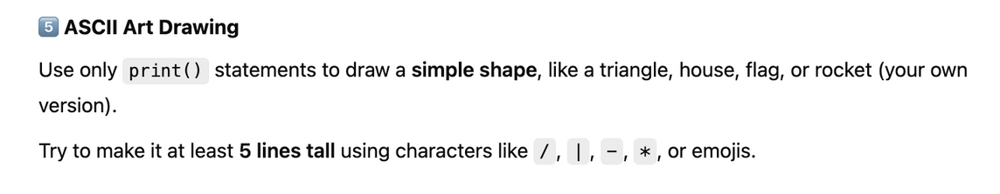 5️⃣ ASCII Art Drawing
Use only print() statements to draw a simple shape, like a triangle, house, flag, or rocket (your own
version).
Try to make it at least 5 lines tall using characters like /, |, -, *, or emojis.